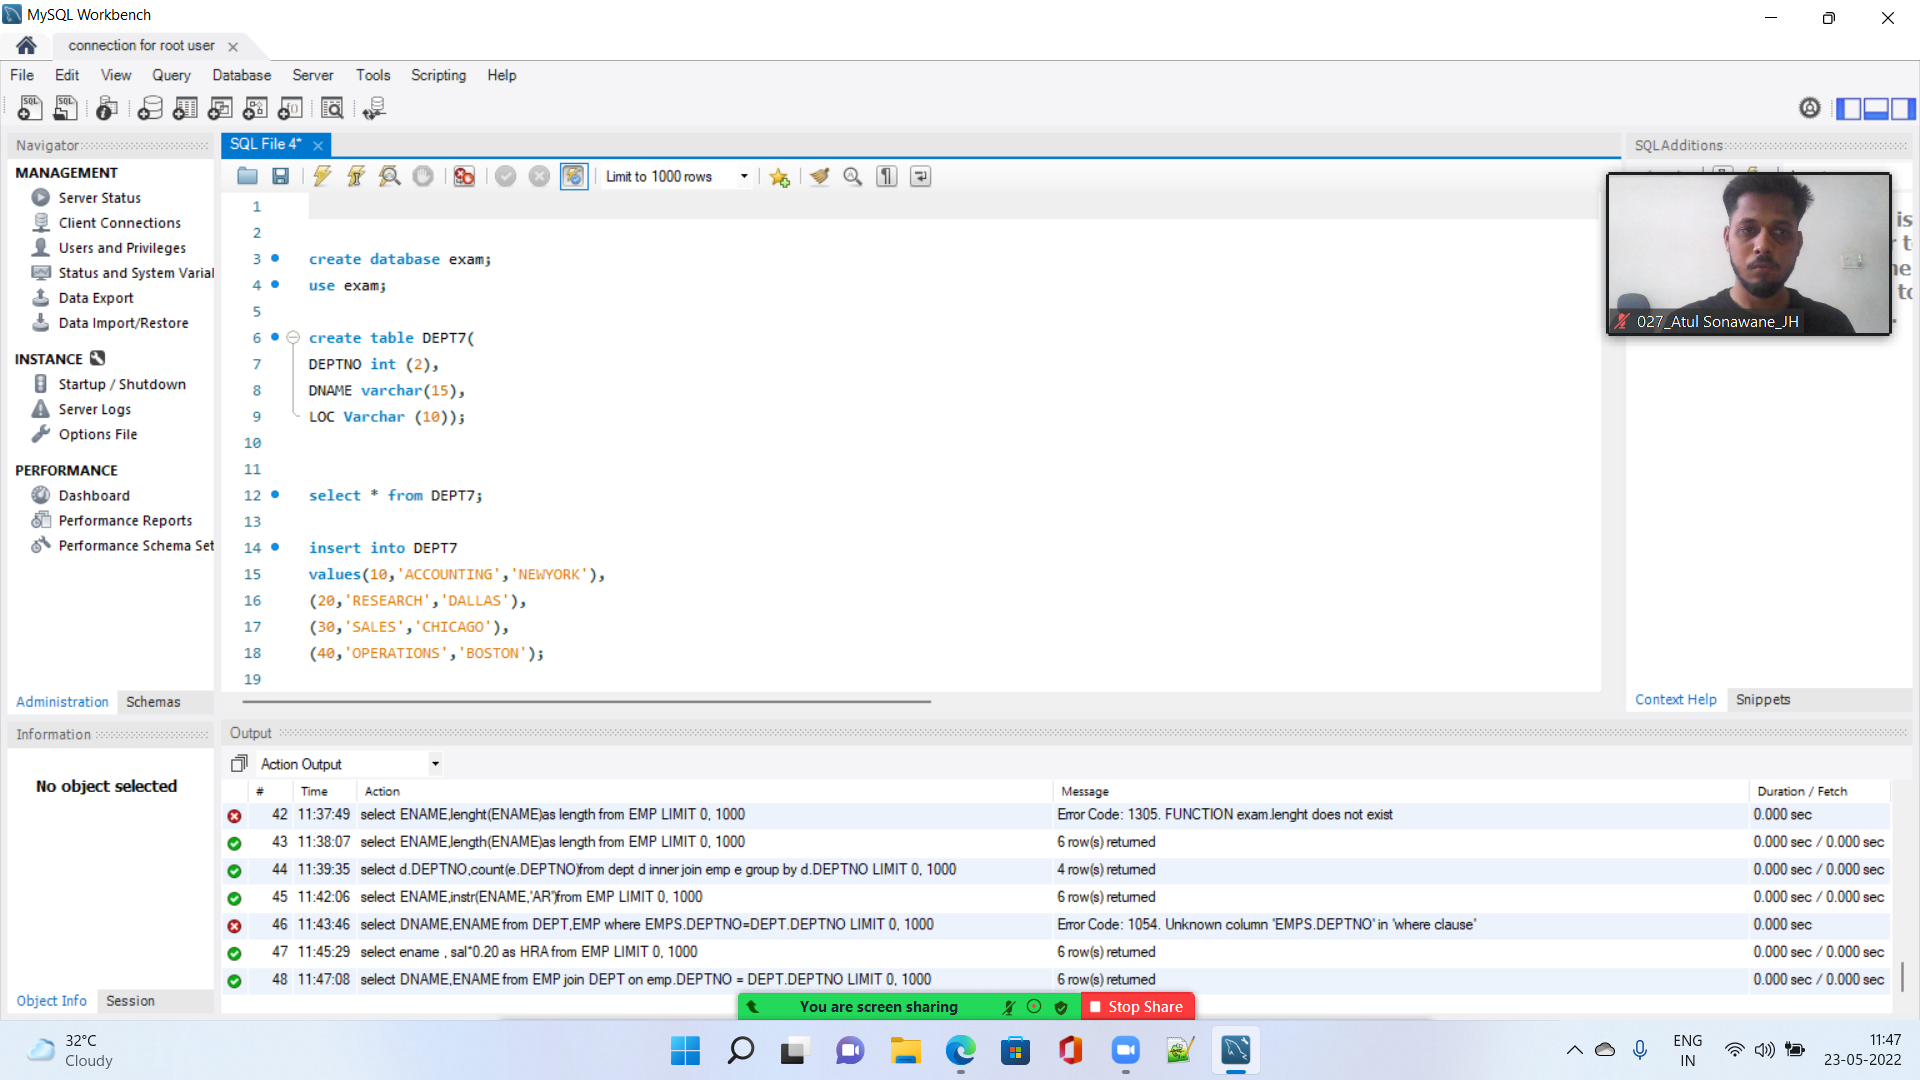 MySQL Workbench
connection for root user
File Edit View Query Database Server Tools Scripting Help
Navigator
SQL File 4*
SQLAdditions
MANAGEMENT
Server Status
Client Connections
Users and Privileges
Status and System Varial
Data Export
Data Import/Restore
INSTANCE
Startup / Shutdown
Server Logs
Options File
PERFORMANCE
Dashboard
Performance Reports
Performance Schema Set
Administration Schemas
Limit to 1000 rows
1
2
3 create database exam;
4 use exam;
5
6 create table DEPT7(
7 DEPTNO int (2),
8 DNAME varchar(15),
9 LOC Varchar (10));
10
11
12 select * from DEPT7;
13
14 insert into DEPT7
15 values(10,'ACCOUNTING','NEWYORK'),
16 (20,'RESEARCH','DALLAS'),
17 (30,'SALES','CHICAGO'),
18 (40,'OPERATIONS','BOSTON');
19
027_Atul Sonawane_JH
Context Help Snippets
Information
No object selected
Object Info Session
Output
Action Output
# Time Action Message Duration / Fetch
42 11:37:49 select ENAME,lenght(ENAME)as length from EMP LIMIT 0, 1000 Error Code: 1305. FUNCTION exam.lenght does not exist 0.000 sec
43 11:38:07 select ENAME,length(ENAME)as length from EMP LIMIT 0, 1000 6 row(s) returned 0.000 sec / 0.000 sec
44 11:39:35 select d.DEPTNO,count(e.DEPTNO)from dept d inner join emp e group by d.DEPTNO LIMIT 0, 1000 4 row(s) returned 0.000 sec / 0.000 sec
45 11:42:06 select ENAME,instr(ENAME,'AR')from EMP LIMIT 0, 1000 6 row(s) returned 0.000 sec / 0.000 sec
46 11:43:46 select DNAME,ENAME from DEPT,EMP where EMPS.DEPTNO=DEPT.DEPTNO LIMIT 0, 1000 Error Code: 1054. Unknown column 'EMPS.DEPTNO' in 'where clause' 0.000 sec
47 11:45:29 select ename , sal*0.20 as HRA from EMP LIMIT 0, 1000 6 row(s) returned 0.000 sec / 0.000 sec
48 11:47:08 select DNAME,ENAME from EMP join DEPT on emp.DEPTNO = DEPT.DEPTNO LIMIT 0, 1000 6 row(s) returned 0.000 sec / 0.000 sec
You are screen sharing Stop Share
32°C
Cloudy
ENG
IN
11:47
23-05-2022